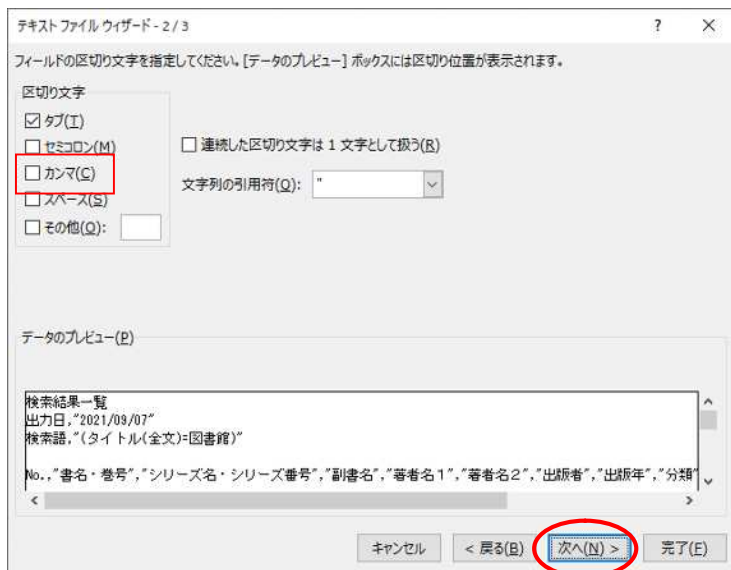 テキスト ファイル ウィザード - 2 / 3 ? ×
フィールドの区切り文字を指定してください。[データのプレビュー] ボックスには区切り位置が表示されます。
区切り文字
タブ(T)
セミコロン(M)
カンマ(C)
スペース(S)
その他(O):
連続した区切り文字は 1 文字として扱う(R)
文字列の引用符(Q): "
データのプレビュー(P)
検索結果一覧
出力日,"2021/09/07"
検索語,"(タイトル(全文)=図書館)"
No.,"書名・巻号","シリーズ名・シリーズ番号","副書名","著者名1","著者名2","出版者","出版年","分類"
キャンセル < 戻る(B) 次へ(N) > 完了(F)